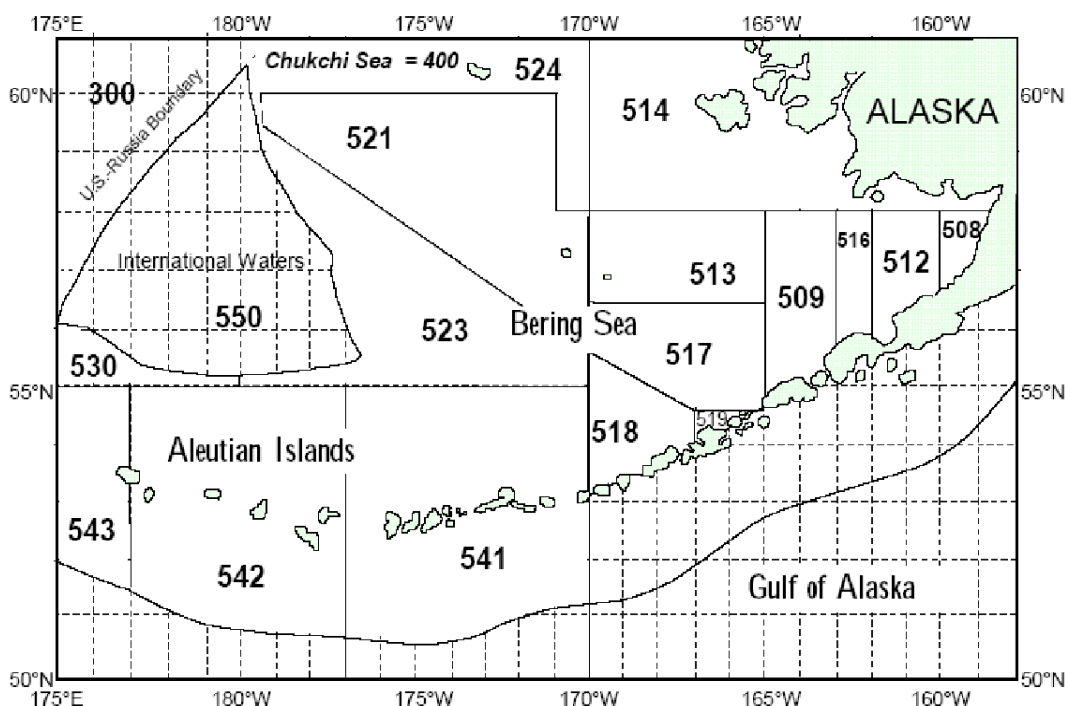 175°E 180°W 175°W 170°W 165°W 160°W
Chukchi Sea = 400
524
60°N
300
U.S.-Russia Boundary
514
ALASKA
60°N
521
516
508
International Waters
513
512
509
550
Bering Sea
523
517
530
55°N
55°N
519
518
Aleutian Islands
543
541
542
Gulf of Alaska
50°N
50°N
175°E 180°W 175°W 170°W 165°W 160°W